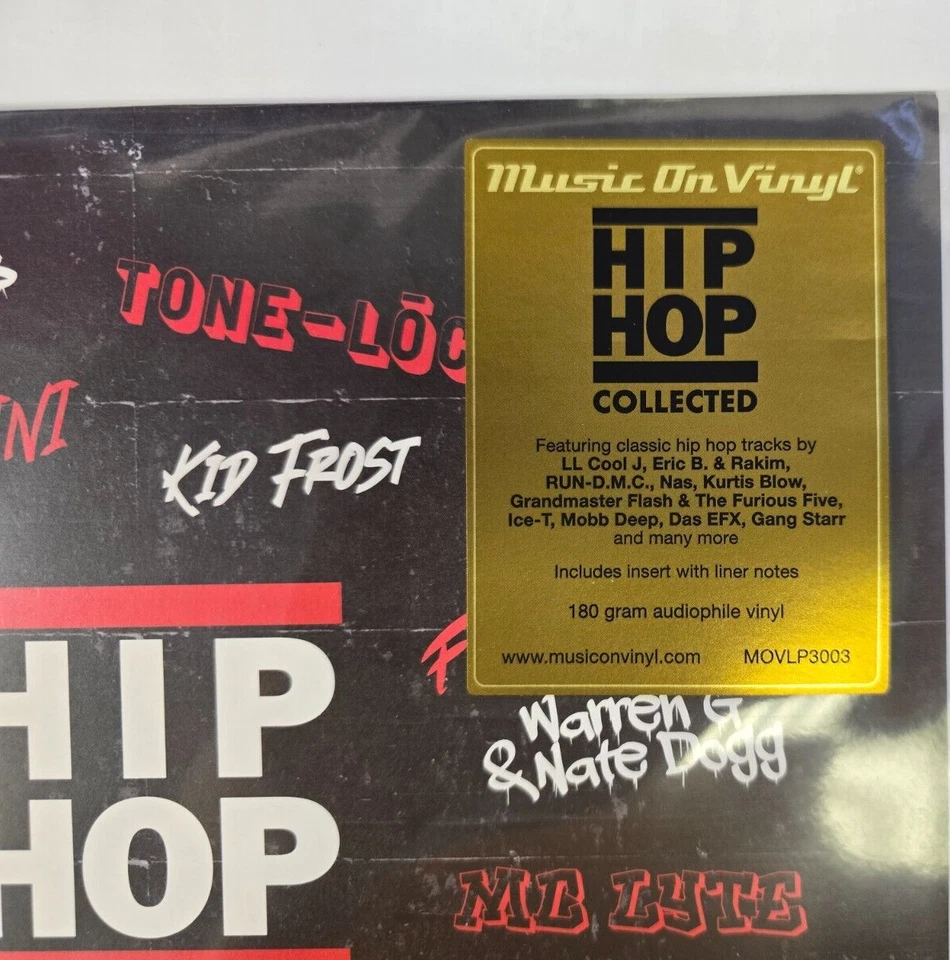 Music On Vinyl®
HIP
HOP
COLLECTED
Featuring classic hip hop tracks by
LL Cool J, Eric B. & Rakim,
RUN-D.M.C., Nas, Kurtis Blow,
Grandmaster Flash & The Furious Five,
Ice-T, Mobb Deep, Das EFX, Gang Starr
and many more
Includes insert with liner notes
180 gram audiophile vinyl
www.musiconvinyl.com MOVLP3003
TONE-LŌC
INI
KID FROST
HIP
HOP
Warren G
& Nate Dogg
MC LYTE